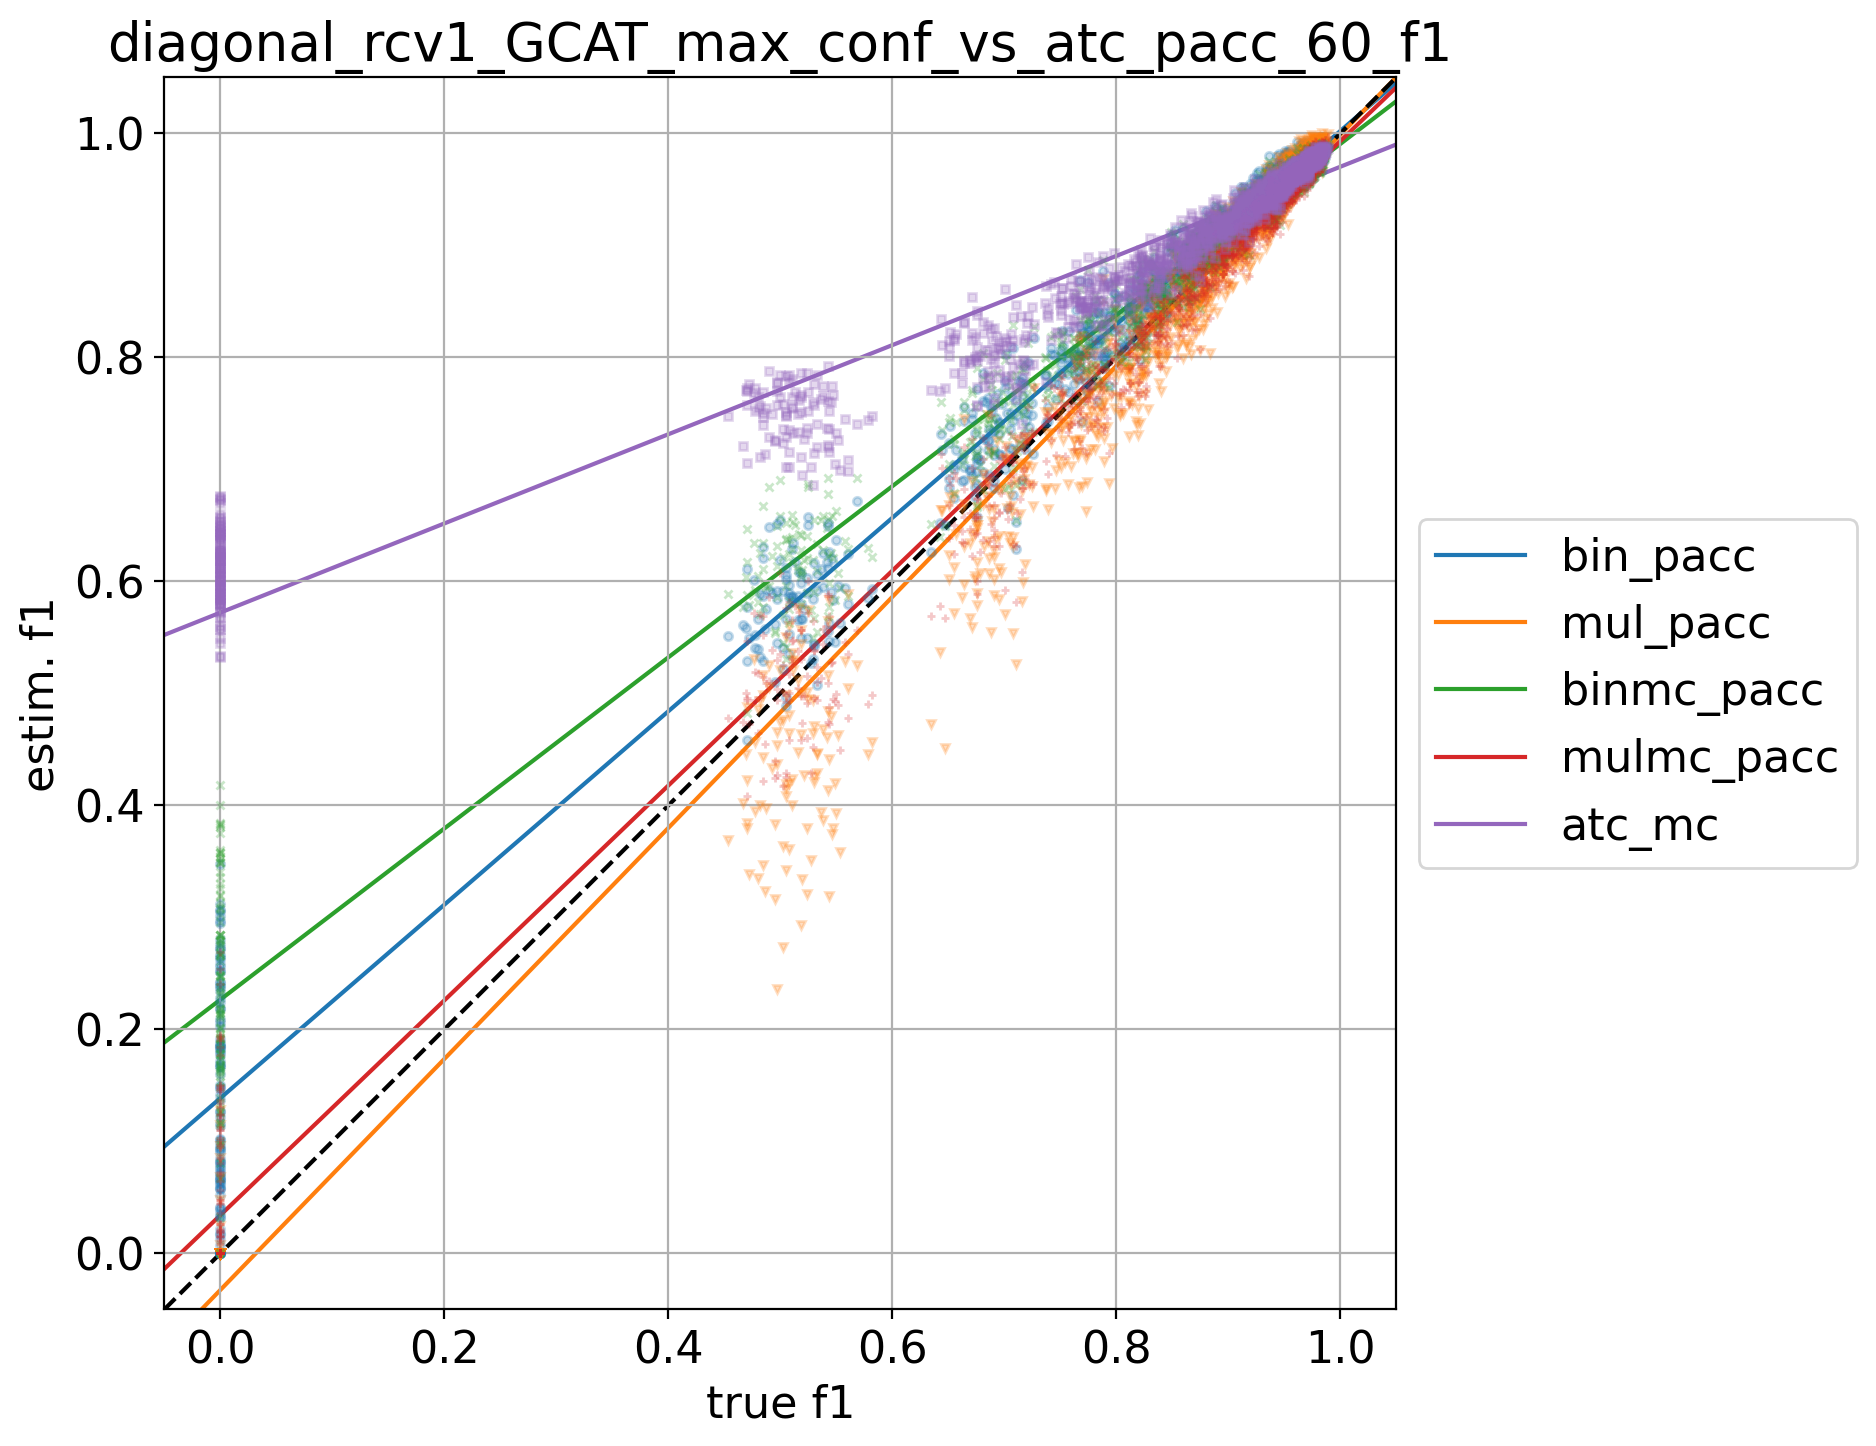 diagonal_rcv1_GCAT_max_conf_vs_atc_pacc_60_f1
1.0
0.8
0.6
0.4
0.2
0.0
estim. f1
0.0 0.2 0.4 0.6 0.8 1.0
true f1
bin_pacc
mul_pacc
binmc_pacc
mulmc_pacc
atc_mc